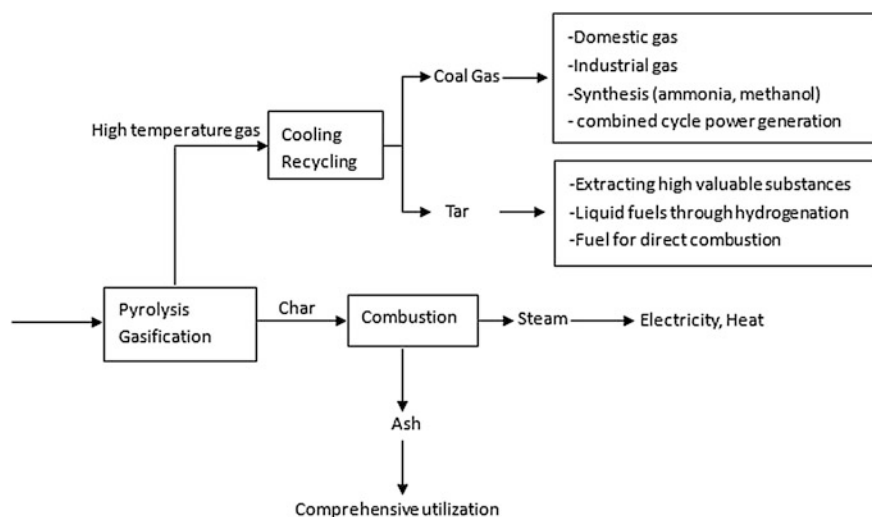 -Domestic gas
-Industrial gas
-Synthesis (ammonia, methanol)
- combined cycle power generation
Coal Gas
High temperature gas
Cooling
Recycling
Tar
-Extracting high valuable substances
-Liquid fuels through hydrogenation
-Fuel for direct combustion
Pyrolysis
Gasification
Char
Combustion
Steam
Electricity, Heat
Ash
Comprehensive utilization